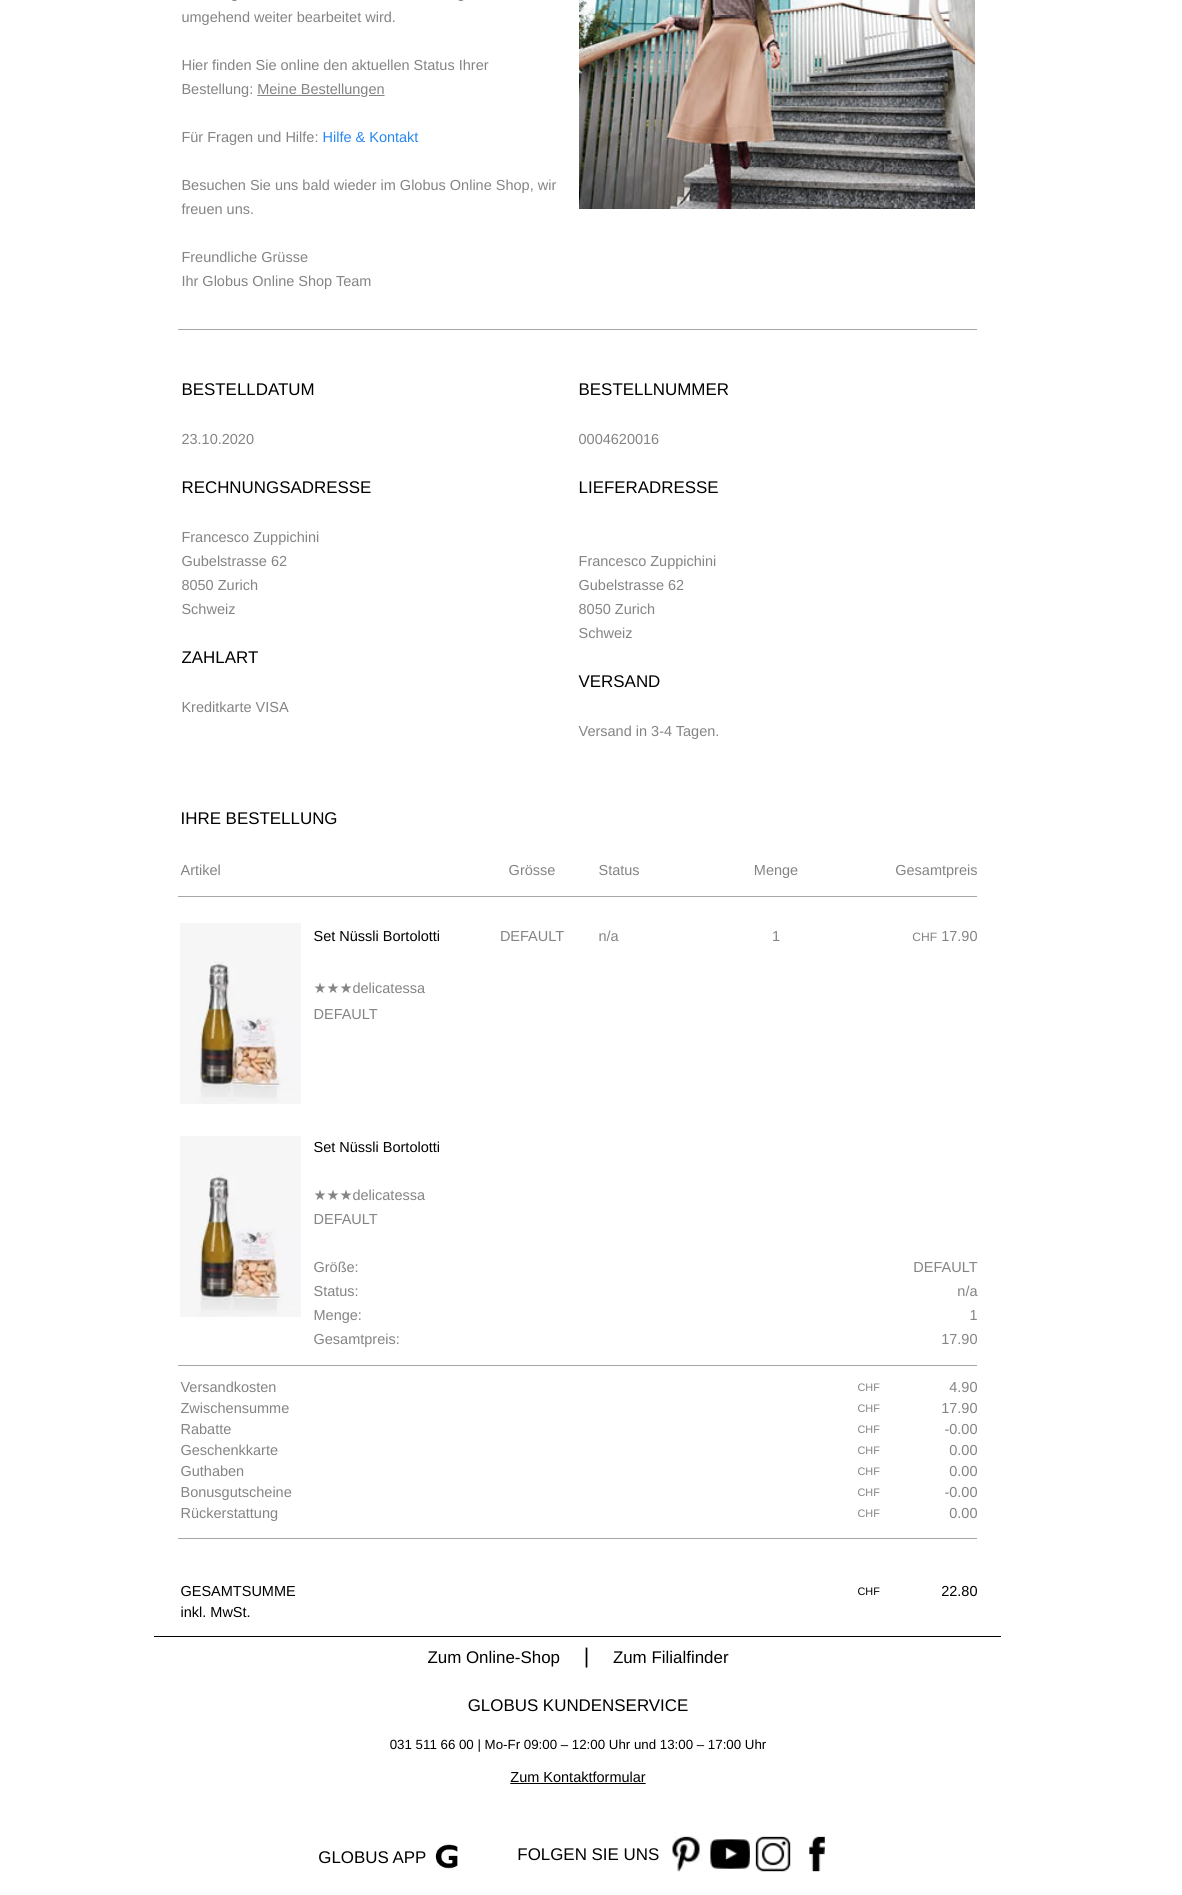 umgehend weiter bearbeitet wird.
Hier finden Sie online den aktuellen Status Ihrer
Bestellung: Meine Bestellungen
Für Fragen und Hilfe: Hilfe & Kontakt
Besuchen Sie uns bald wieder im Globus Online Shop, wir
freuen uns.
Freundliche Grüsse
Ihr Globus Online Shop Team
BESTELLDATUM
23.10.2020
RECHNUNGSADRESSE
Francesco Zuppichini
Gubelstrasse 62
8050 Zurich
Schweiz
ZAHLART
Kreditkarte VISA
BESTELLNUMMER
0004620016
LIEFERADRESSE
Francesco Zuppichini
Gubelstrasse 62
8050 Zurich
Schweiz
VERSAND
Versand in 3-4 Tagen.
IHRE BESTELLUNG
Artikel Grösse Status Menge Gesamtpreis
Set Nüssli Bortolotti DEFAULT n/a 1 CHF 17.90
★★★delicatessa
DEFAULT
Set Nüssli Bortolotti
★★★delicatessa
DEFAULT
Größe: DEFAULT
Status: n/a
Menge: 1
Gesamtpreis: 17.90
Versandkosten CHF 4.90
Zwischensumme CHF 17.90
Rabatte CHF -0.00
Geschenkkarte CHF 0.00
Guthaben CHF 0.00
Bonusgutscheine CHF -0.00
Rückerstattung CHF 0.00
GESAMTSUMME CHF 22.80
inkl. MwSt.
Zum Online-Shop | Zum Filialfinder
GLOBUS KUNDENSERVICE
031 511 66 00 | Mo-Fr 09:00 – 12:00 Uhr und 13:00 – 17:00 Uhr
Zum Kontaktformular
GLOBUS APP G FOLGEN SIE UNS